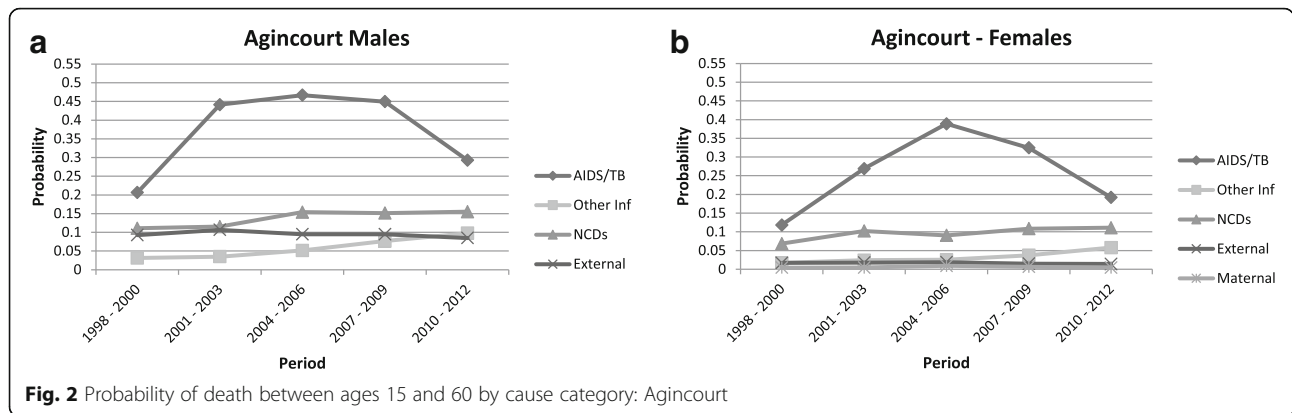 a
Agincourt Males
0.55
0.5
0.45
0.4
0.35
0.3
0.25
0.2
0.15
0.1
0.05
0
Probability
1998 - 2000
2001 - 2003
2004 - 2006
2007 - 2009
2010 - 2012
Period
AIDS/TB
Other Inf
NCDs
External
b
Agincourt - Females
0.55
0.5
0.45
0.4
0.35
0.3
0.25
0.2
0.15
0.1
0.05
0
Probability
1998 - 2000
2001 - 2003
2004 - 2006
2007 - 2009
2010 - 2012
Period
AIDS/TB
Other Inf
NCDs
External
Maternal
Fig. 2 Probability of death between ages 15 and 60 by cause category: Agincourt